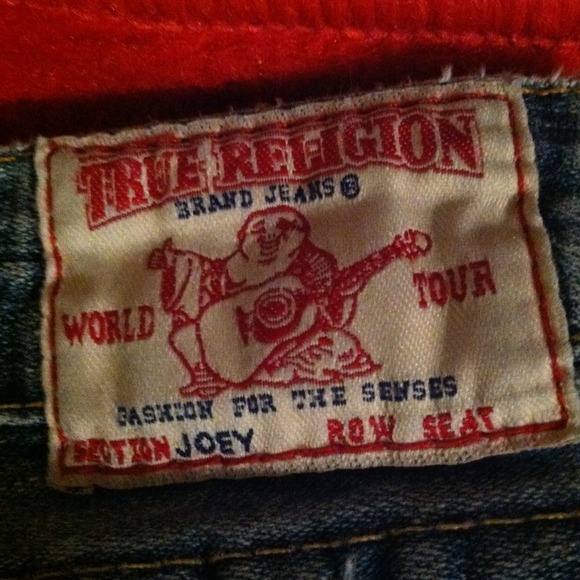 TRUE RELIGION
BRAND JEANS®
WORLD TOUR
FASHION FOR THE SENSES
SECTION JOEY ROW SEAT